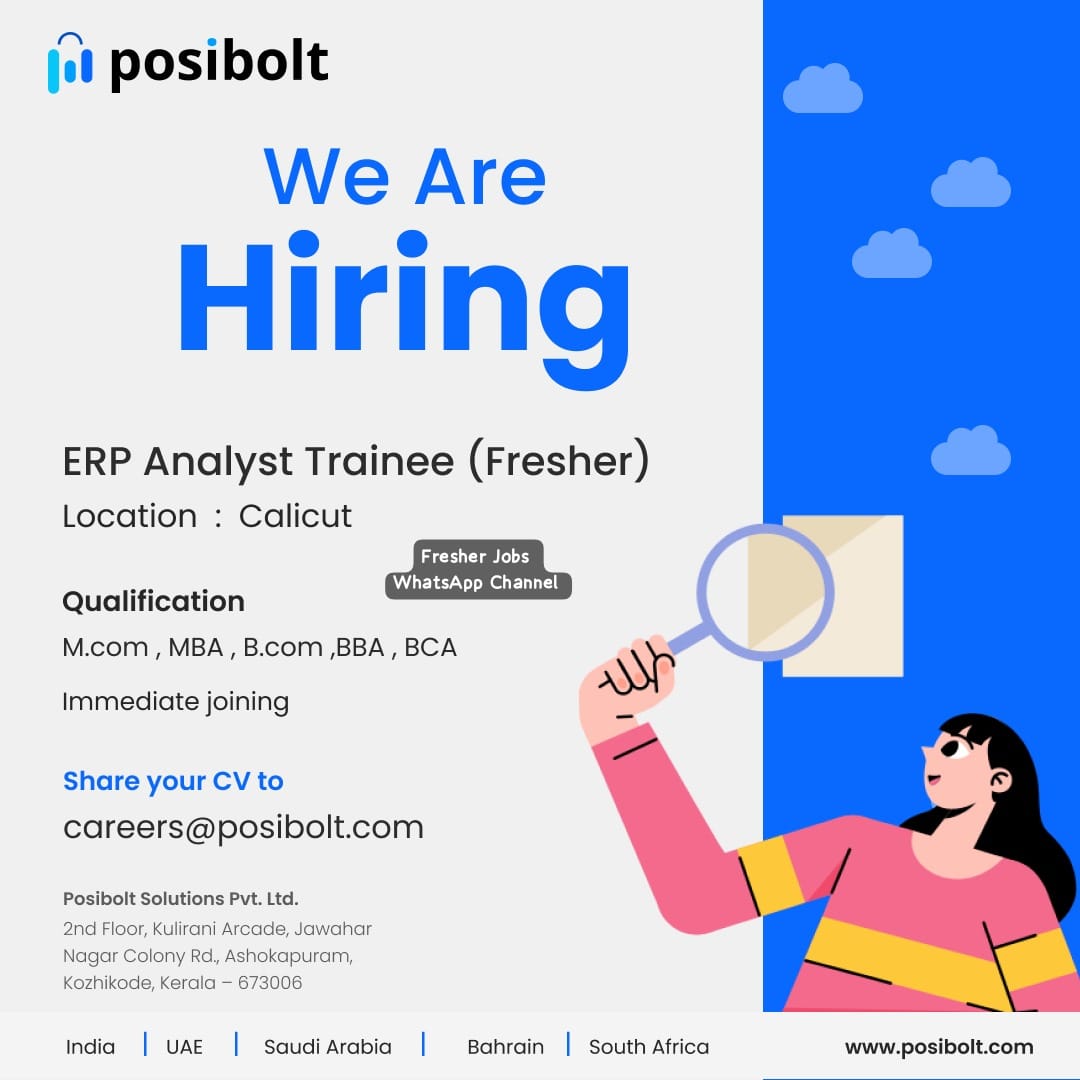 posibolt
We Are
Hiring
ERP Analyst Trainee (Fresher)
Location : Calicut
Fresher Jobs
WhatsApp Channel
Qualification
M.com , MBA , B.com ,BBA , BCA
Immediate joining
Share your CV to
careers@posibolt.com
Posibolt Solutions Pvt. Ltd.
2nd Floor, Kulirani Arcade, Jawahar
Nagar Colony Rd., Ashokapuram,
Kozhikode, Kerala – 673006
India | UAE | Saudi Arabia | Bahrain | South Africa www.posibolt.com